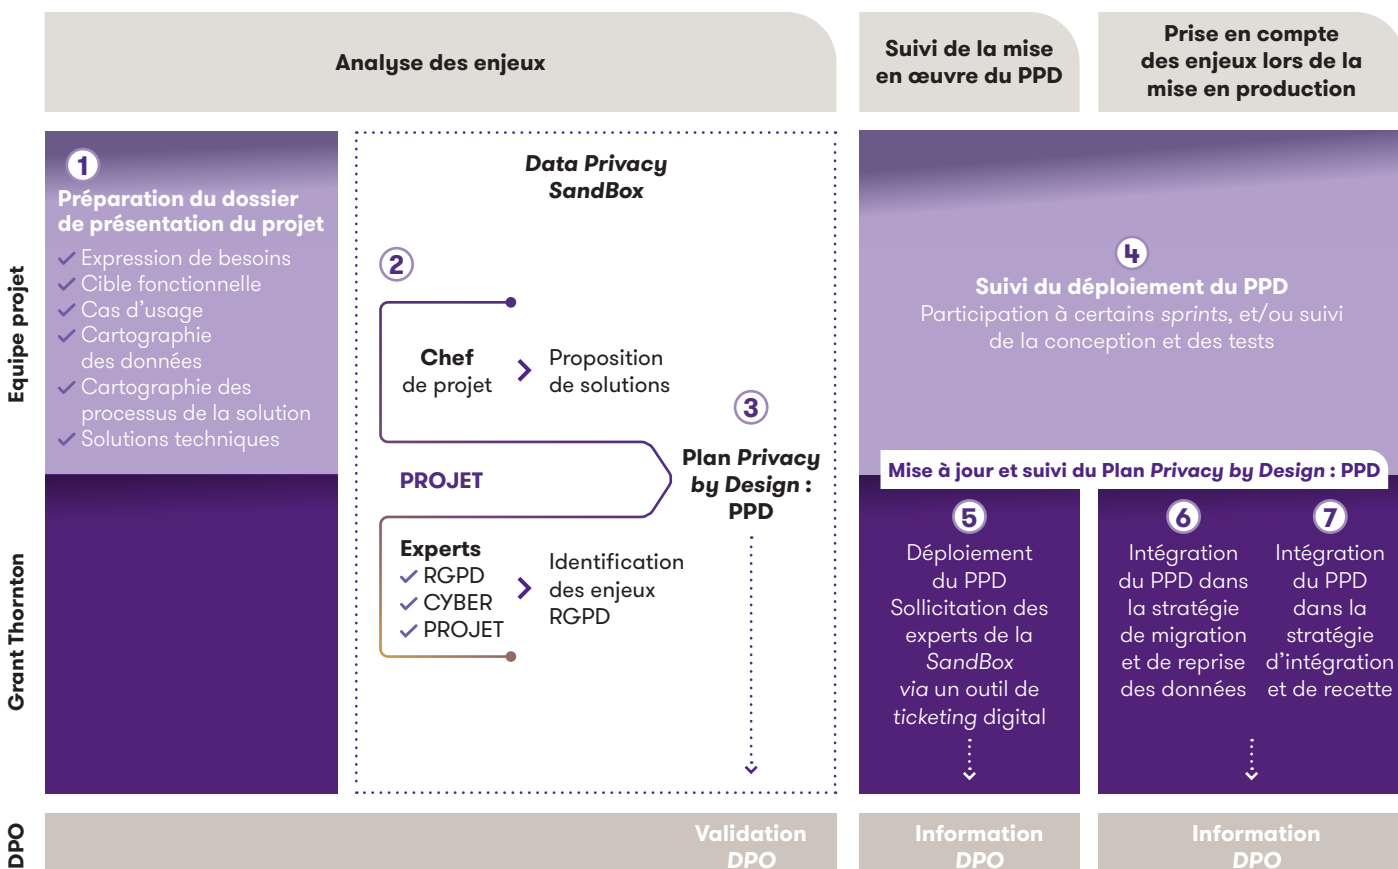 Analyse des enjeux
Suivi de la mise
en œuvre du PPD
Prise en compte
des enjeux lors de la
mise en production
Equipe projet
1
Préparation du dossier
de présentation du projet
Expression de besoins
Cible fonctionnelle
Cas d'usage
Cartographie
des données
Cartographie des
processus de la solution
Solutions techniques
Data Privacy
SandBox
2
Chef
de projet
Proposition
de solutions
PROJET
3
Plan Privacy
by Design :
PPD
Experts
RGPD
CYBER
PROJET
Identification
des enjeux
RGPD
4
Suivi du déploiement du PPD
Participation à certains sprints, et/ou suivi
de la conception et des tests
Mise à jour et suivi du Plan Privacy by Design : PPD
Grant Thornton
5
Déploiement
du PPD
Sollicitation des
experts de la
SandBox
via un outil de
ticketing digital
6
Intégration
du PPD dans
la stratégie
de migration
et de reprise
des données
7
Intégration
du PPD
dans la
stratégie
d'intégration
et de recette
DPO
Validation
DPO
Information
DPO
Information
DPO